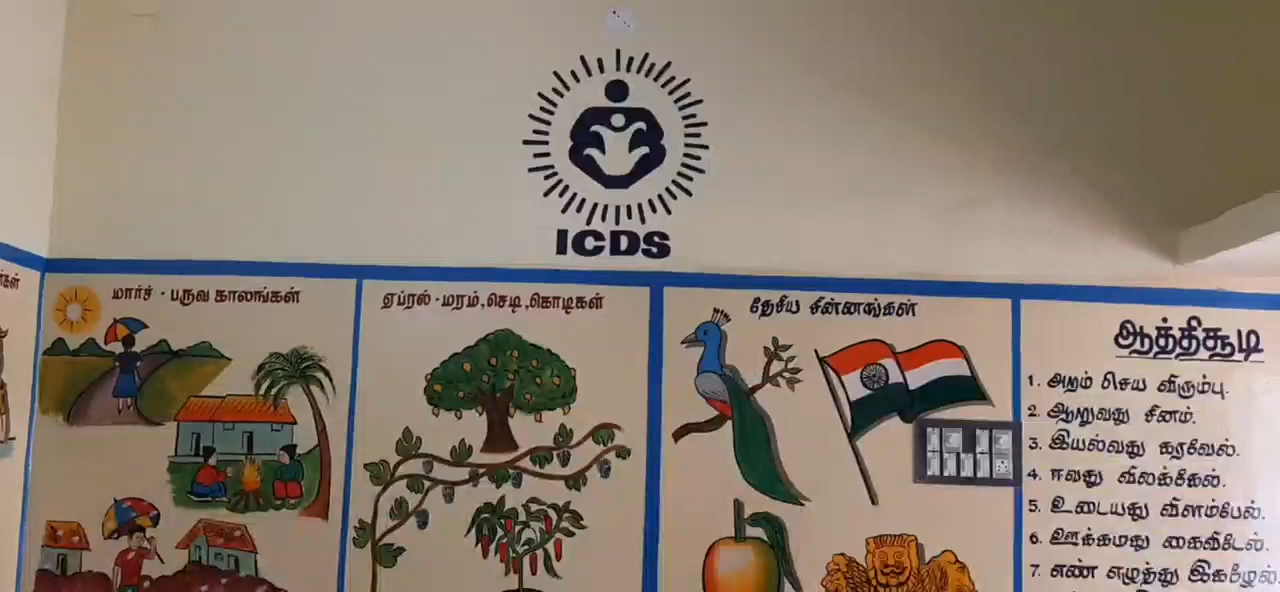 ICDS
மார்ச் - பருவ காலங்கள்
ஏப்ரல் - மரம், செடி, கொடிகள்
தேசிய சின்னங்கள்
ஆத்திசூடி
1. அறம் செய விரும்பு.
2. ஆறுவது சினம்.
3. இயல்வது கரவேல்.
4. ஈவது விலக்கேல்.
5. உடையது விளம்பேல்.
6. ஊக்கமது கைவிடேல்.
7. எண் எழுத்து இகழேல்.